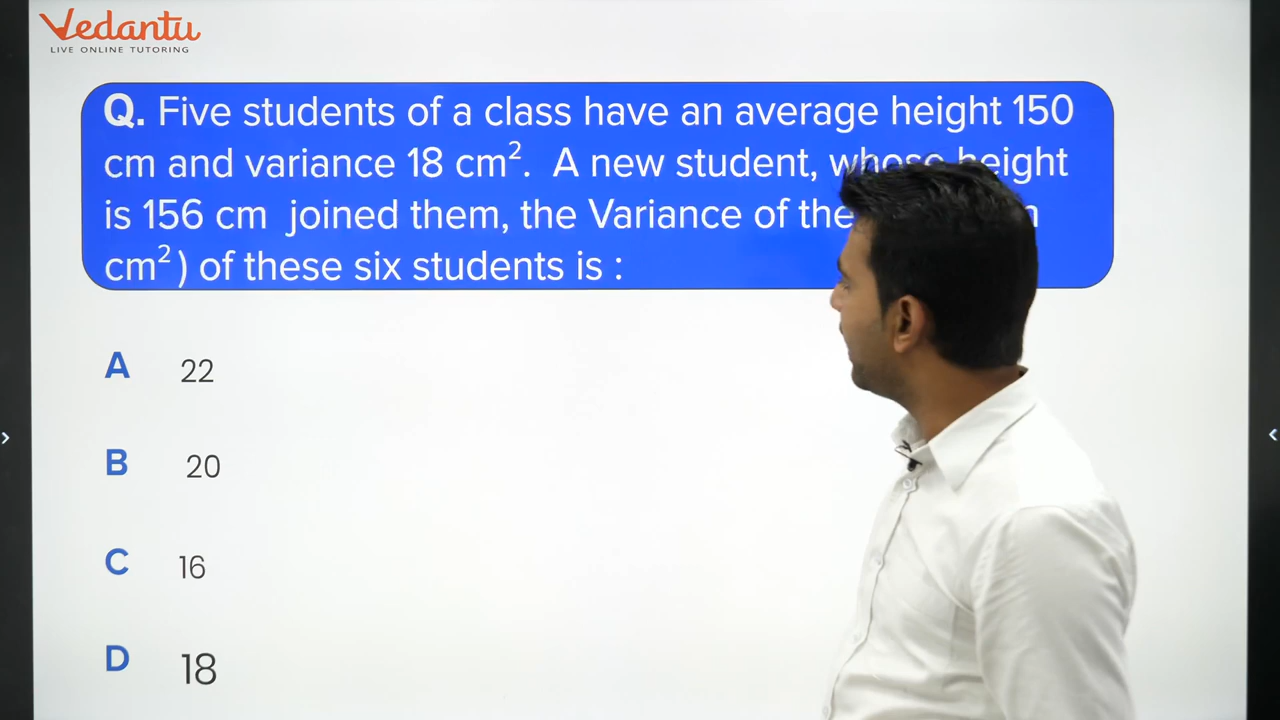 Vedantu
LIVE ONLINE TUTORING
Q. Five students of a class have an average height 150
cm and variance 18 cm². A new student, whose height
is 156 cm joined them, the Variance of the
cm²) of these six students is :
A 22
B 20
C 16
D 18